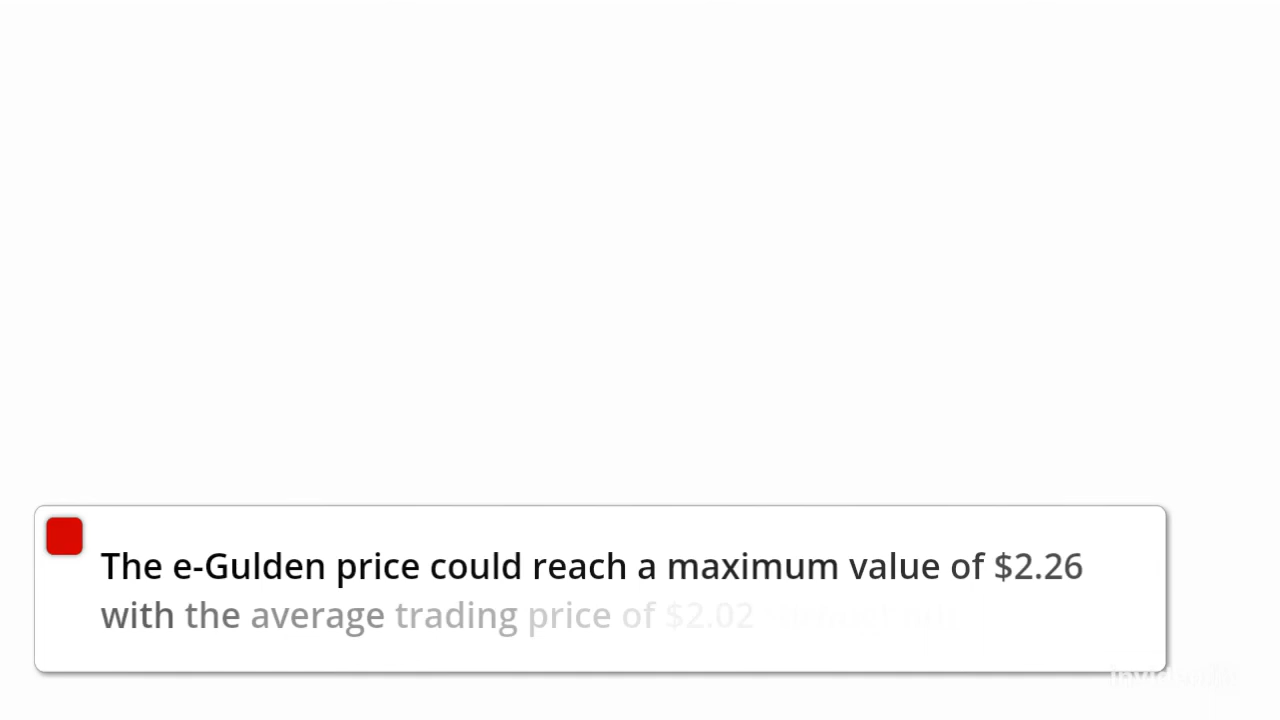 The e-Gulden price could reach a maximum value of $2.26
with the average trading price of $2.02